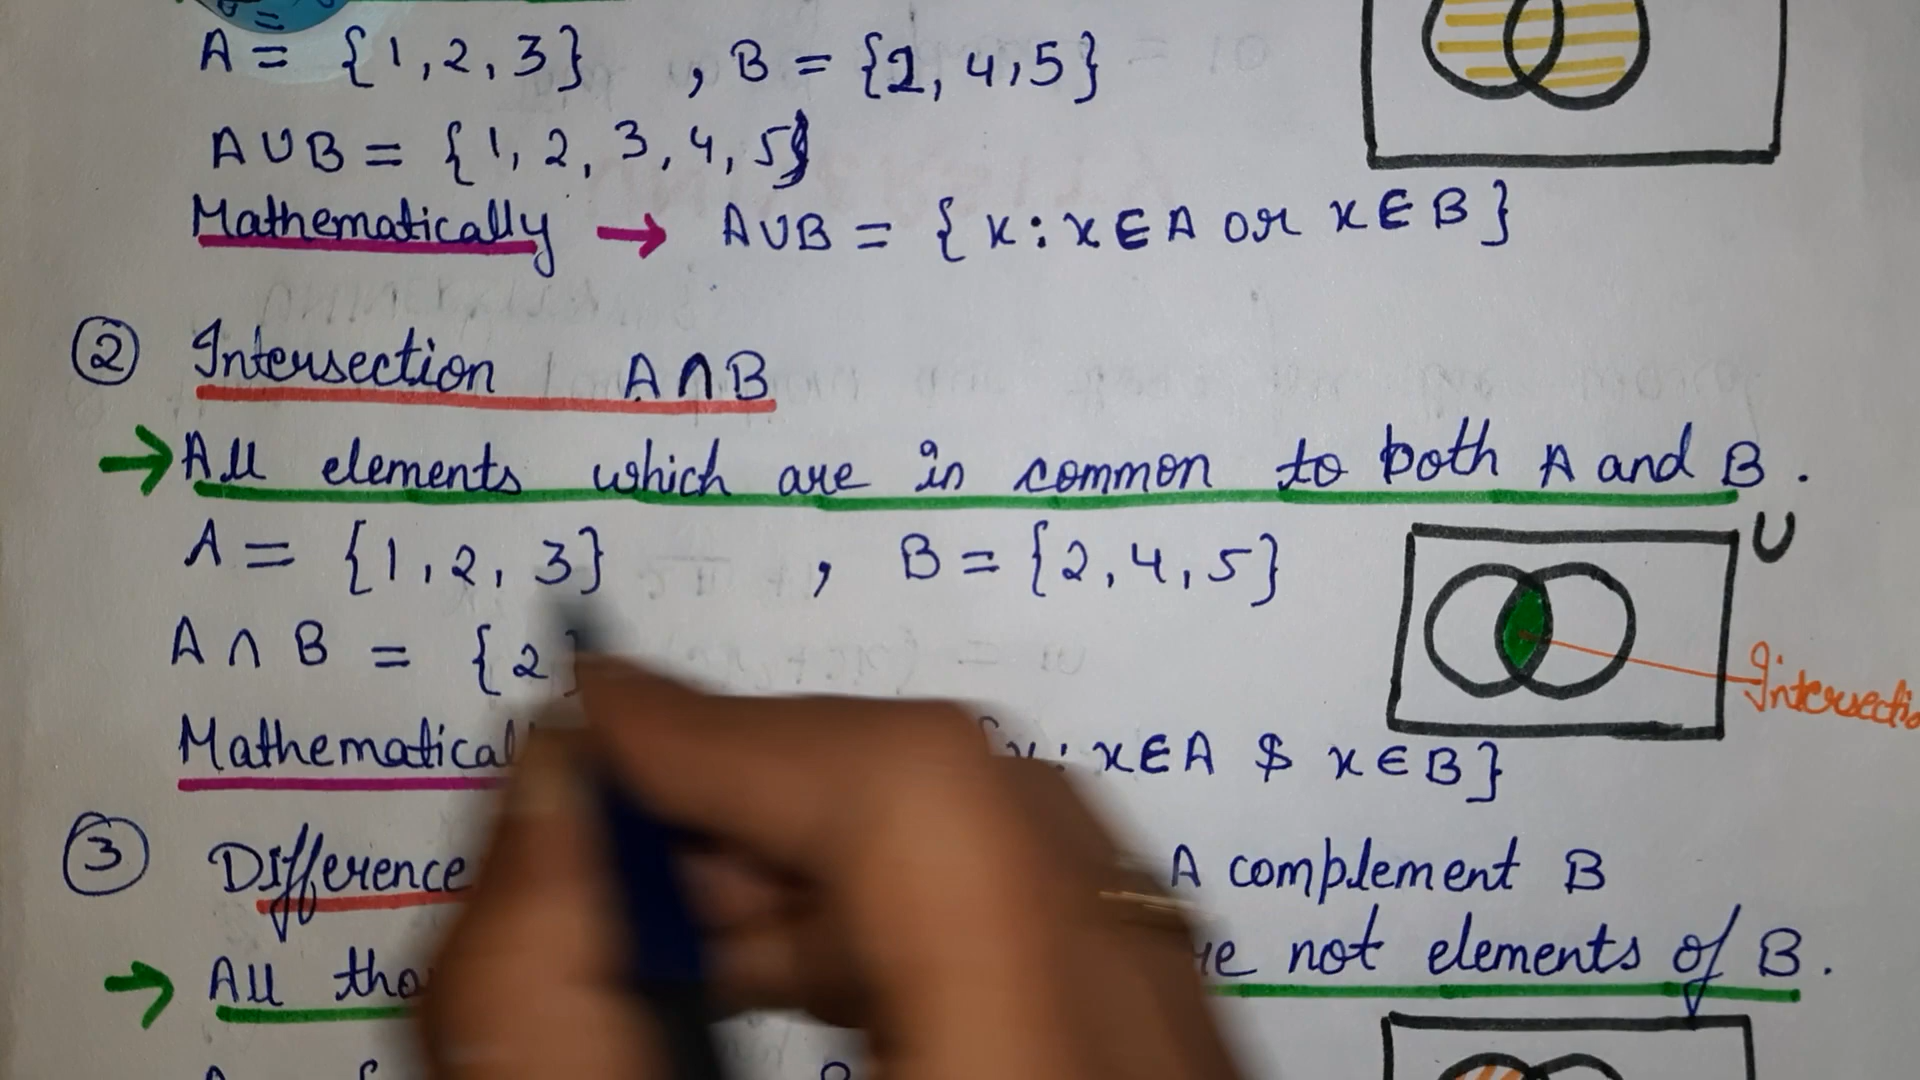 A = {1, 2, 3} , B = {2, 4, 5}
A∪B = {1, 2, 3, 4, 5}
Mathematically → A∪B = {x : x∈A or x∈B}
② Intersection A∩B
→ All elements which are in common to both A and B.
A = {1, 2, 3} , B = {2, 4, 5}
U
A∩B = {2}
Intersectio
Mathematical {x : x∈A $ x∈B}
③ Difference A complement B
→ All not elements of B.